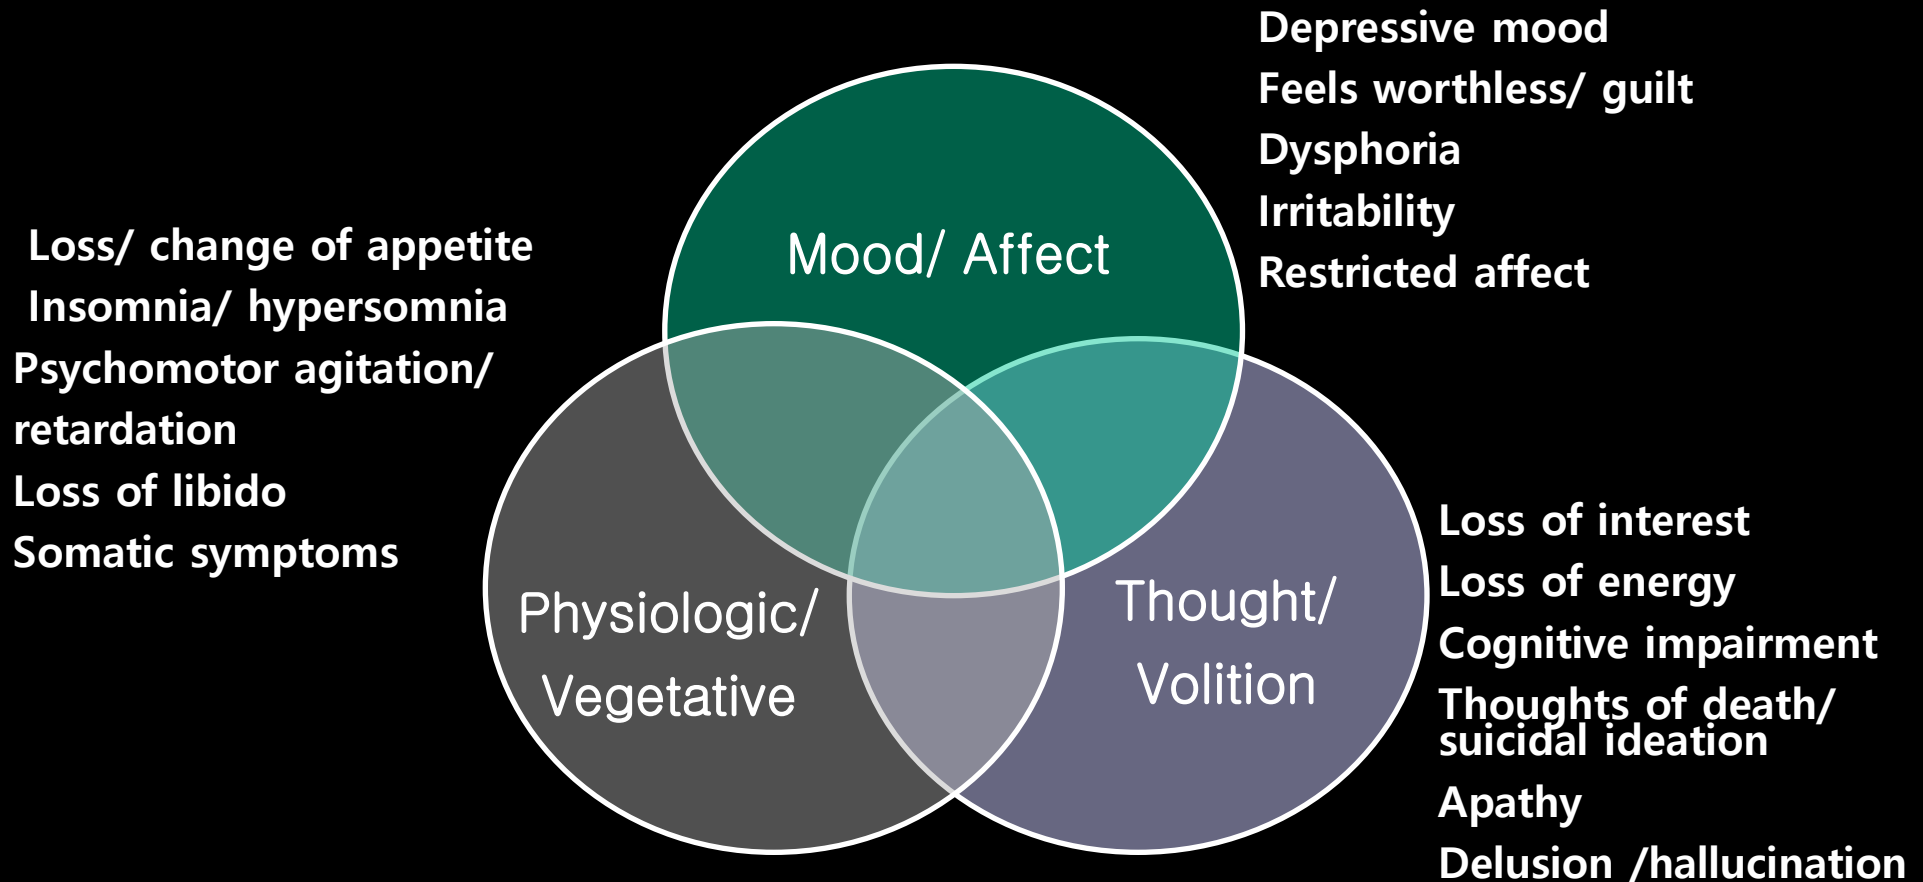 Depressive mood
Feels worthless/ guilt
Dysphoria
Irritability
Restricted affect
Mood/ Affect
Loss/ change of appetite
Insomnia/ hypersomnia
Psychomotor agitation/
retardation
Loss of libido
Somatic symptoms
Physiologic/
Vegetative
Thought/
Volition
Loss of interest
Loss of energy
Cognitive impairment
Thoughts of death/
suicidal ideation
Apathy
Delusion /hallucination